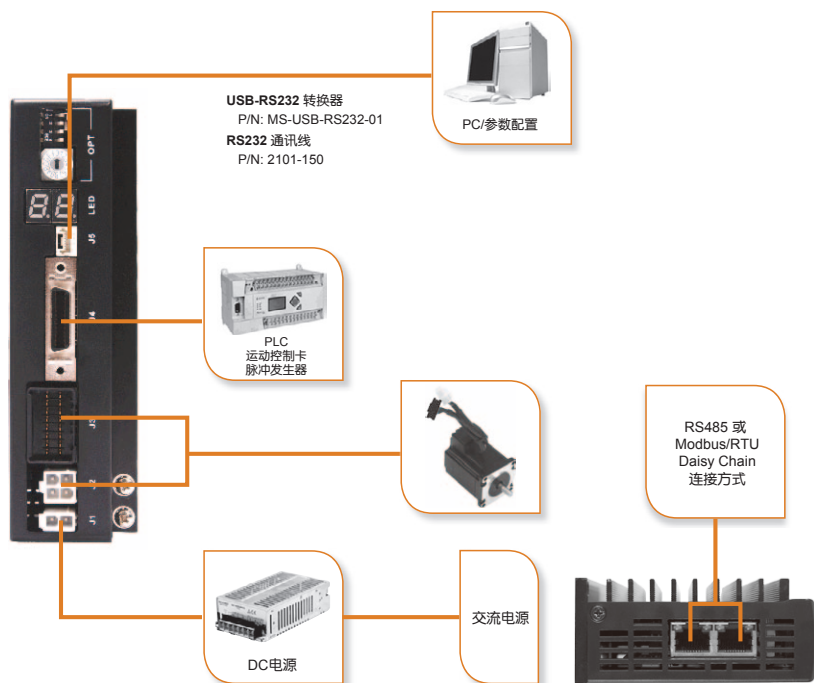 USB-RS232 转换器
P/N: MS-USB-RS232-01
RS232 通讯线
P/N: 2101-150
PC/参数配置
OPT
LED
J5
J4
PLC
运动控制卡
脉冲发生器
J3
J2
J1
RS485 或
Modbus/RTU
Daisy Chain
连接方式
DC电源
交流电源